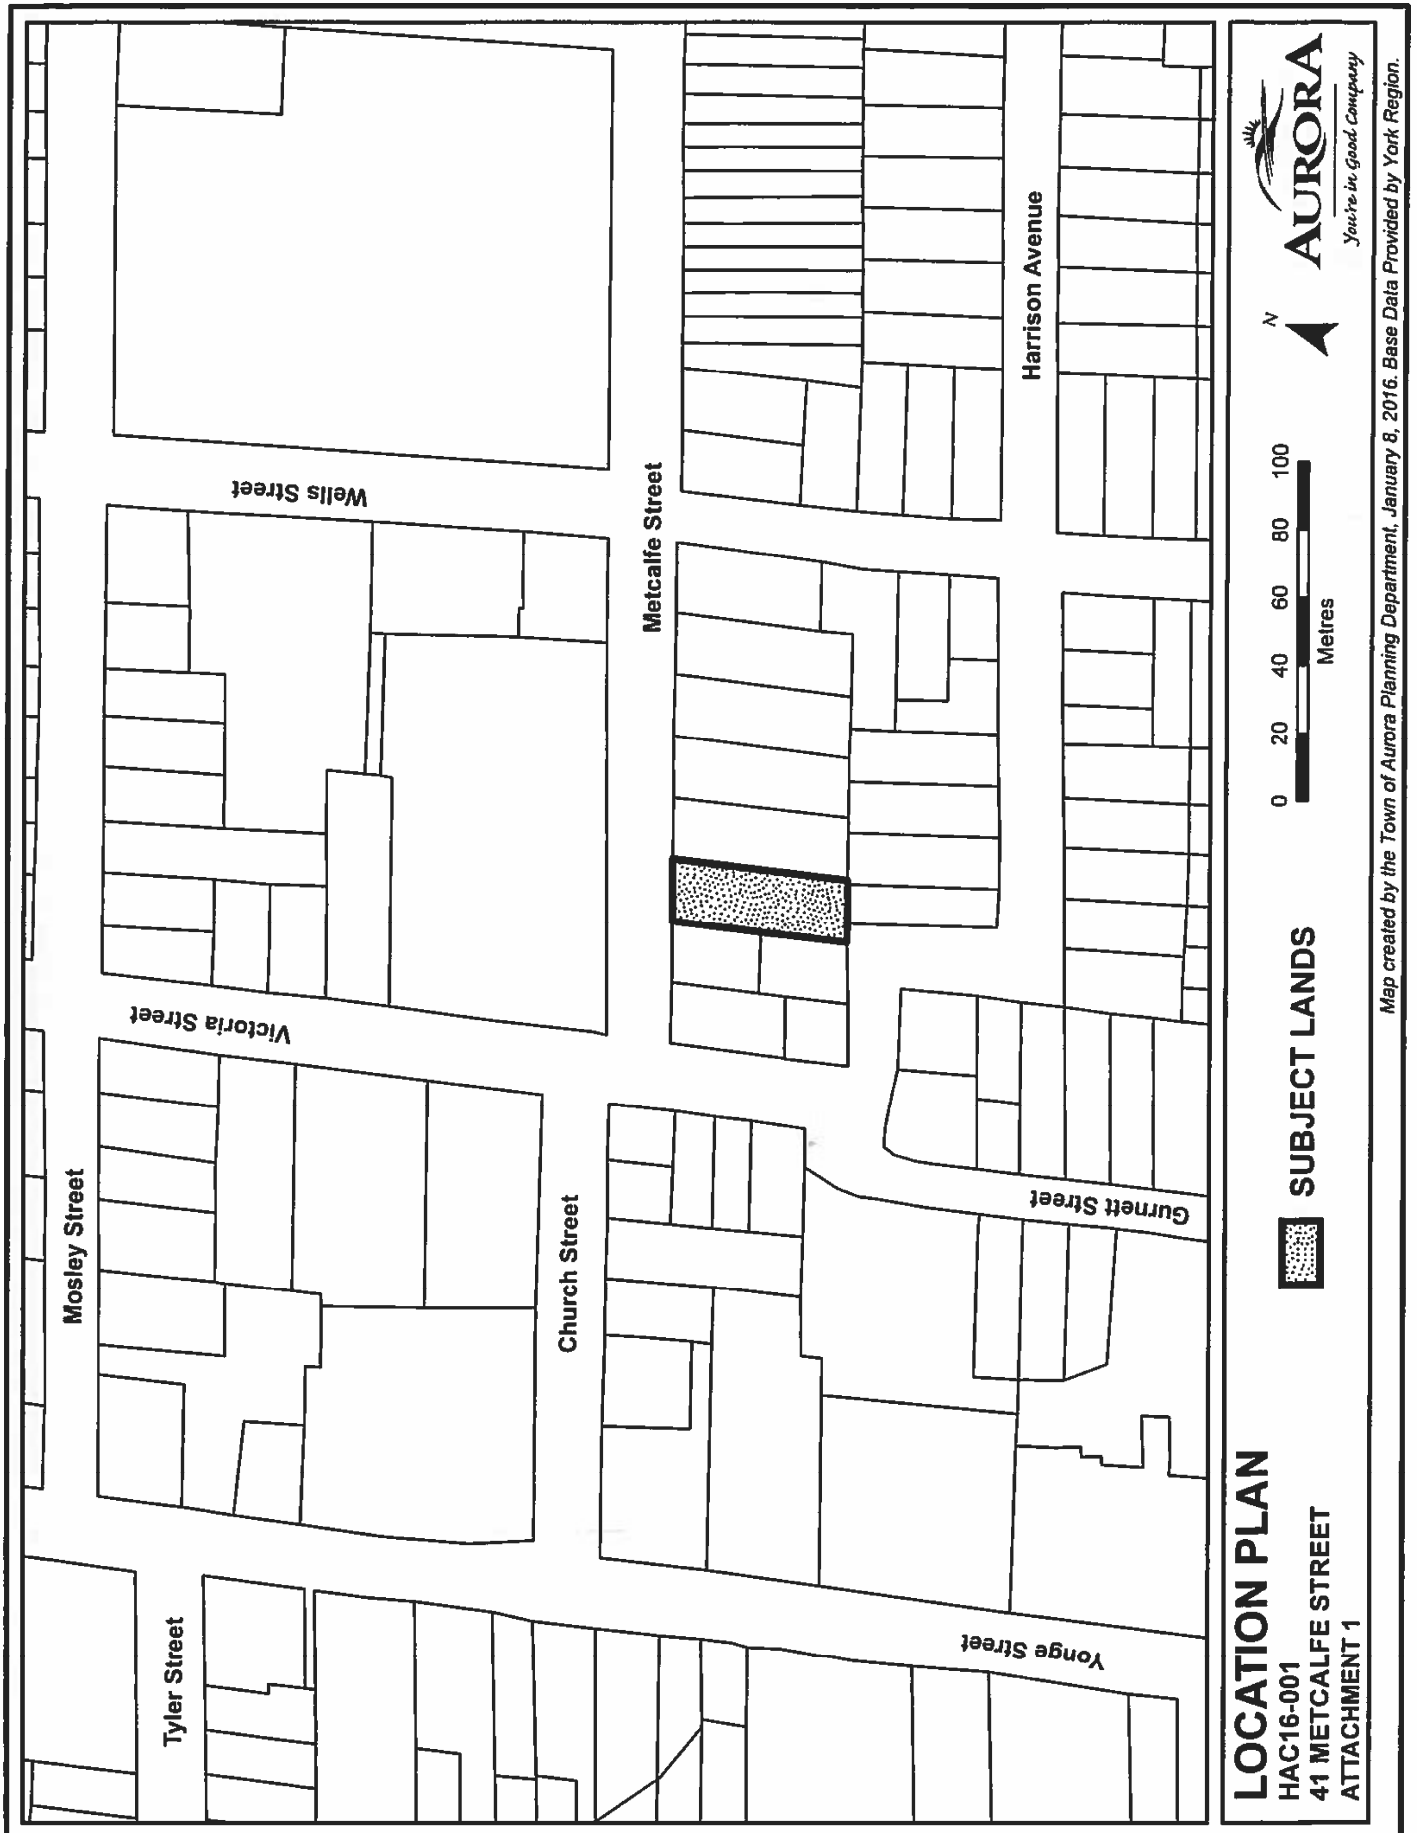 Mosley Street
Wells Street
Victoria Street
Tyler Street
Church Street
Metcalfe Street
Harrison Avenue
Gurnett Street
Yonge Street
LOCATION PLAN
HAC16-001
41 METCALFE STREET
ATTACHMENT 1
SUBJECT LANDS
0 20 40 60 80 100
Metres
N
AURORA
You're in Good Company
Map created by the Town of Aurora Planning Department, January 8, 2016. Base Data Provided by York Region.